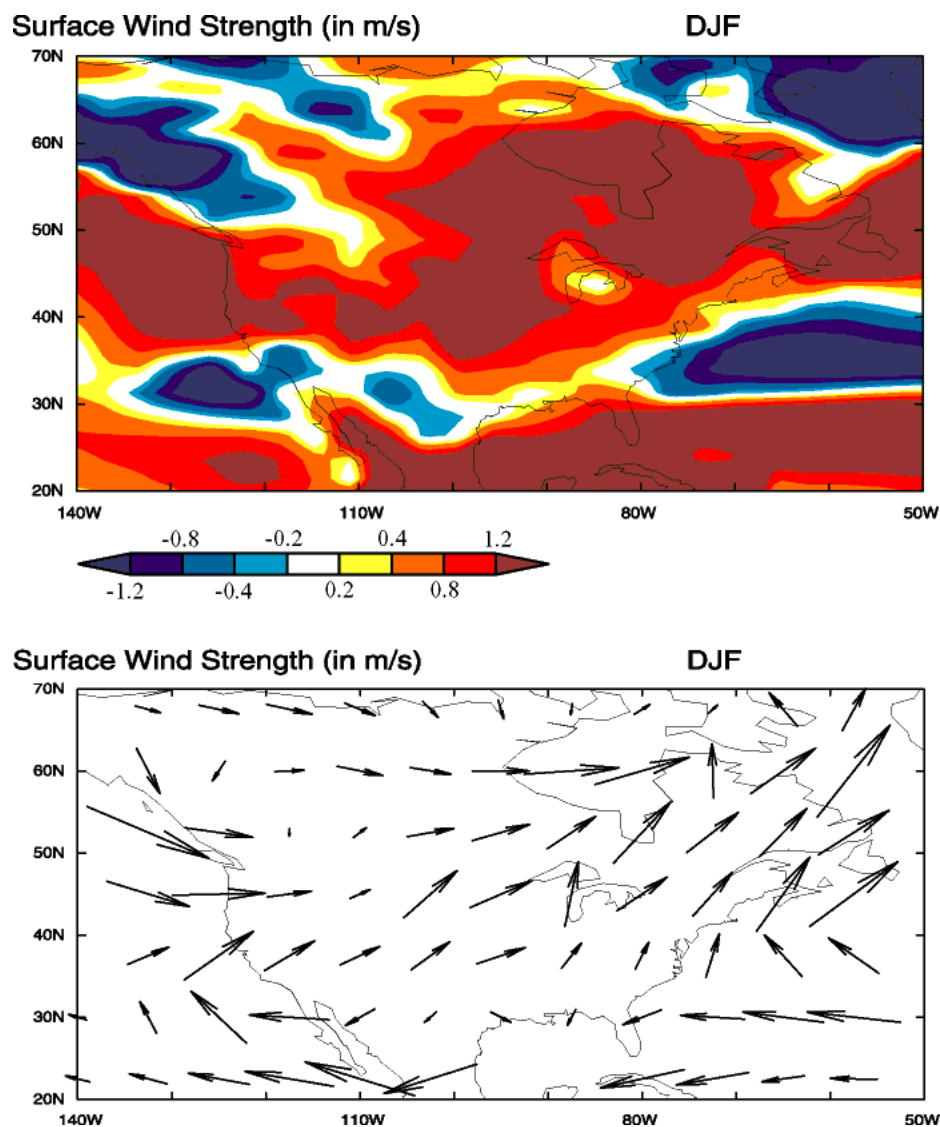 Surface Wind Strength (in m/s) DJF
70N
60N
50N
40N
30N
20N
140W 110W 80W 50W
-0.8 -0.2 0.4 1.2
-1.2 -0.4 0.2 0.8
Surface Wind Strength (in m/s) DJF
70N
60N
50N
40N
30N
20N
140W 110W 80W 50W